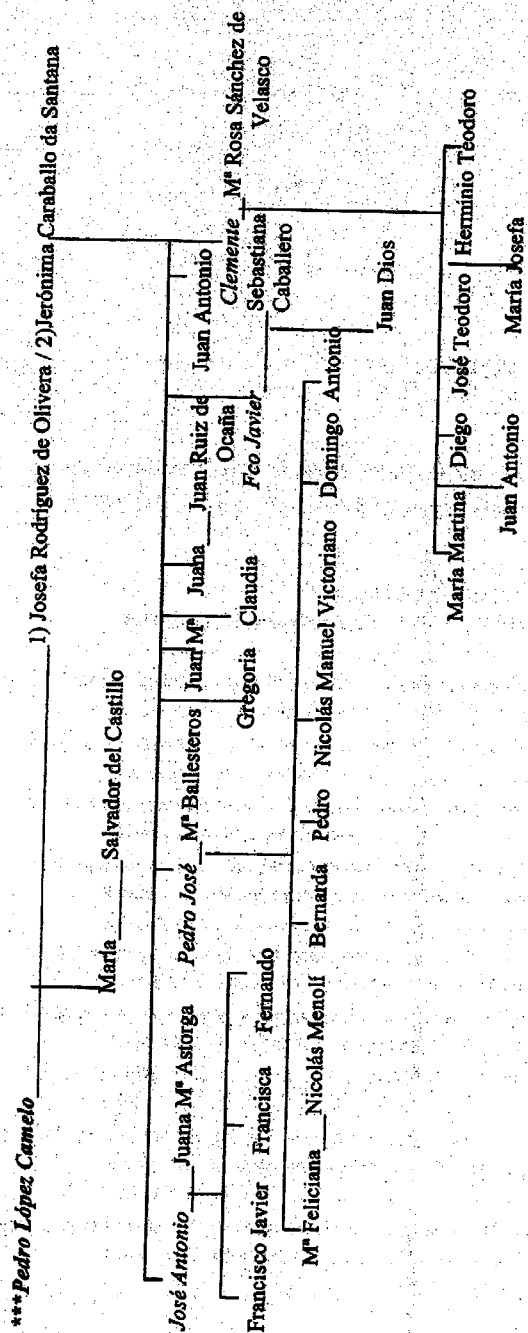 ***Pedro López Camelo 1) Josefa Rodríguez de Olivera / 2)Jerónima Caraballo da Santana
María Salvador del Castillo
José Antonio Juana Mª Astorga Pedro José Mª Ballesteros Juan Mª Juana Juan Ruiz de Ocaña Juan Antonio
Gregoria Claudia Fco Javier Sebastiana Caballero Clemente Mª Rosa Sánchez de Velasco
Francisco Javier Francisca Fernando
Juan Dios
Mª Feliciana Nicolás Menolí Bernarda Pedro Nicolás Manuel Victoriano Domingo Antonio
María Martina Diego José Teodoro Herminio Teodoro
Juan Antonio María Josefa